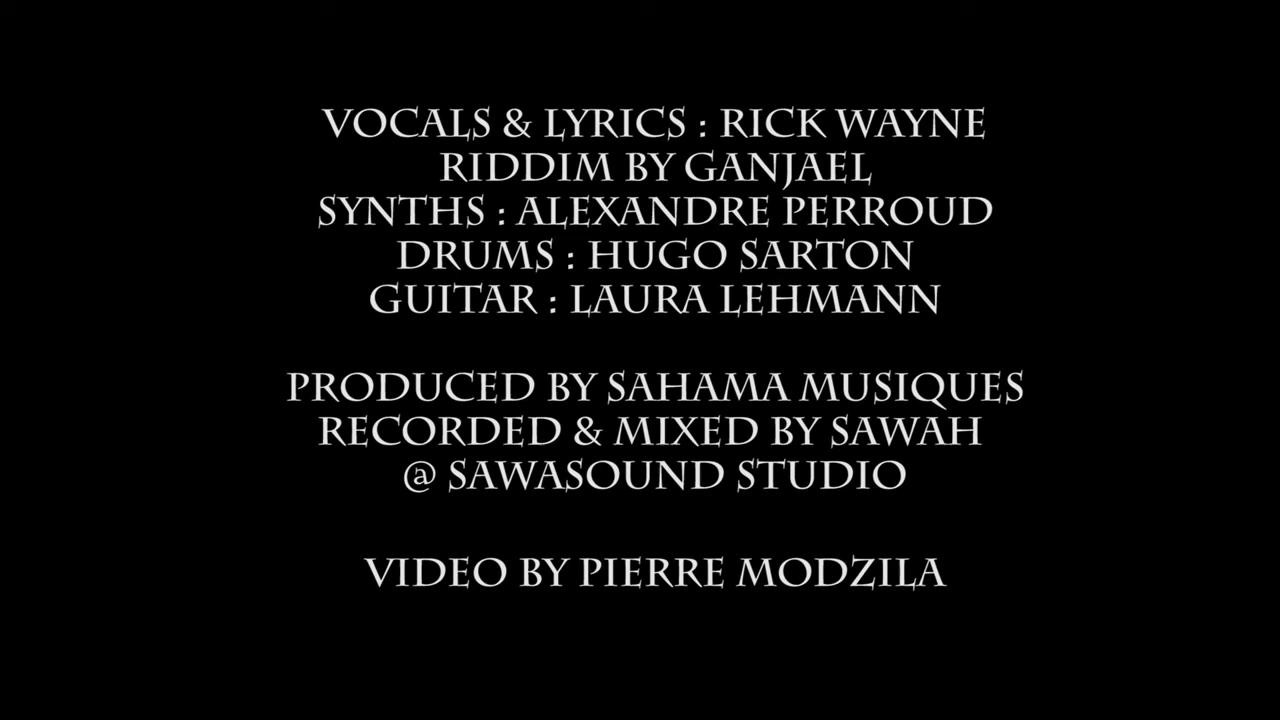 VOCALS & LYRICS : RICK WAYNE
RIDDIM BY GANJAEL
SYNTHS : ALEXANDRE PERROUD
DRUMS : HUGO SARTON
GUITAR : LAURA LEHMANN
PRODUCED BY SAHAMA MUSIQUES
RECORDED & MIXED BY SAWAH
@ SAWASOUND STUDIO
VIDEO BY PIERRE MODZILA